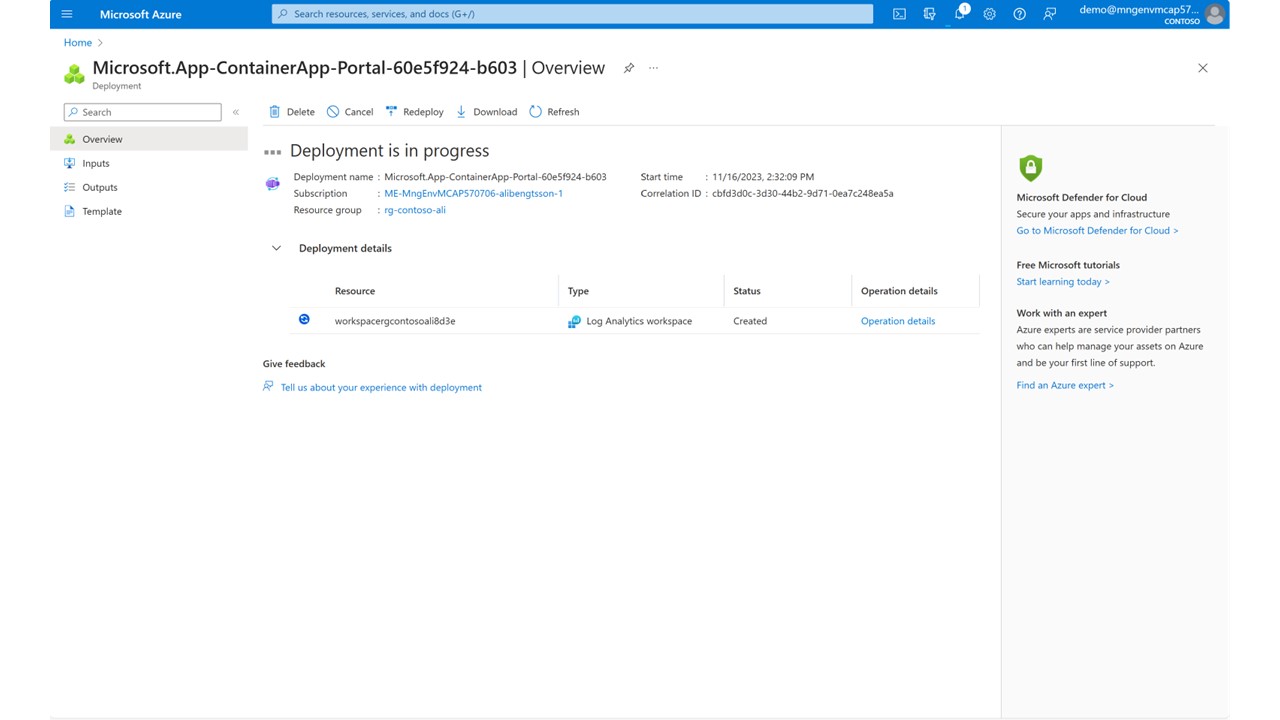 Microsoft Azure
Search resources, services, and docs (G+/)
1
demo@mngenvmcap57...
CONTOSO
Home >
Microsoft.App-ContainerApp-Portal-60e5f924-b603 | Overview
Deployment
Search
Overview
Inputs
Outputs
Template
Delete
Cancel
Redeploy
Download
Refresh
Deployment is in progress
Deployment name : Microsoft.App-ContainerApp-Portal-60e5f924-b603
Subscription : ME-MngEnvMCAP570706-alibengtsson-1
Resource group : rg-contoso-ali
Start time : 11/16/2023, 2:32:09 PM
Correlation ID : cbfd3d0c-3d30-44b2-9d71-0ea7c248ea5a
Deployment details
Resource Type Status Operation details
workspacergcontosoali8d3e Log Analytics workspace Created Operation details
Give feedback
Tell us about your experience with deployment
Microsoft Defender for Cloud
Secure your apps and infrastructure
Go to Microsoft Defender for Cloud >
Free Microsoft tutorials
Start learning today >
Work with an expert
Azure experts are service provider partners
who can help manage your assets on Azure
and be your first line of support.
Find an Azure expert >